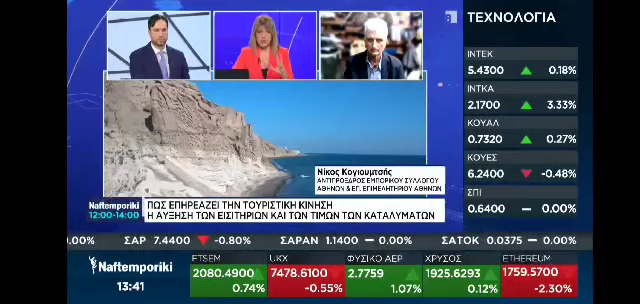 ΤΕΧΝΟΛΟΓΙΑ
ΙΝΤΕΚ
5.4300 0.18%
ΙΝΤΚΑ
2.1700 3.33%
ΚΟΥΑΛ
0.7320 0.27%
ΚΟΥΕΣ
6.2400 -0.48%
ΣΠΙ
0.6400 0.00%
Νίκος Κογιουμτσής
ΑΝΤΙΠΡΟΕΔΡΟΣ ΕΜΠΟΡΙΚΟΥ ΣΥΛΛΟΓΟΥ
ΑΘΗΝΩΝ & ΕΠ. ΕΠΙΜΕΛΗΤΗΡΙΟΥ ΑΘΗΝΩΝ
Naftemporiki
12:00-14:00
ΠΩΣ ΕΠΗΡΕΑΖΕΙ ΤΗΝ ΤΟΥΡΙΣΤΙΚΗ ΚΙΝΗΣΗ
Η ΑΥΞΗΣΗ ΤΩΝ ΕΙΣΙΤΗΡΙΩΝ ΚΑΙ ΤΩΝ ΤΙΜΩΝ ΤΩΝ ΚΑΤΑΛΥΜΑΤΩΝ
0.00% ΣΑΡ 7.4400 -0.80% ΣΑΡΑΝ 1.1400 0.00% ΣΑΤΟΚ 0.0375 0.00%
Naftemporiki
13:41
FTSEM
2080.4900
0.74%
UKX
7478.6100
-0.55%
ΦΥΣΙΚΟ ΑΕΡ
2.7759
1.07%
ΧΡΥΣΟΣ
1925.6293
0.12%
ETHEREUM
1759.5700
-2.30%